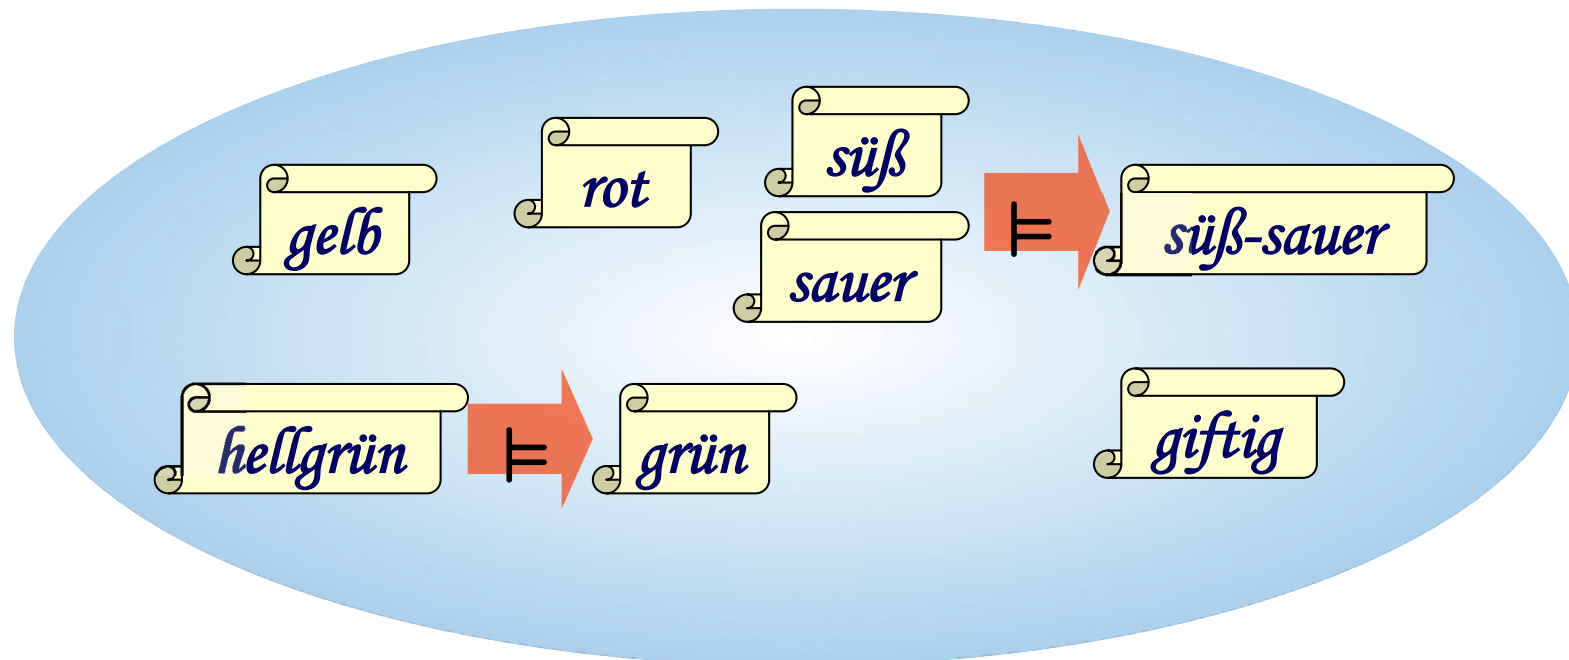 süß
rot
gelb
sauer
⊨
süß-sauer
hellgrün
⊨
grün
giftig